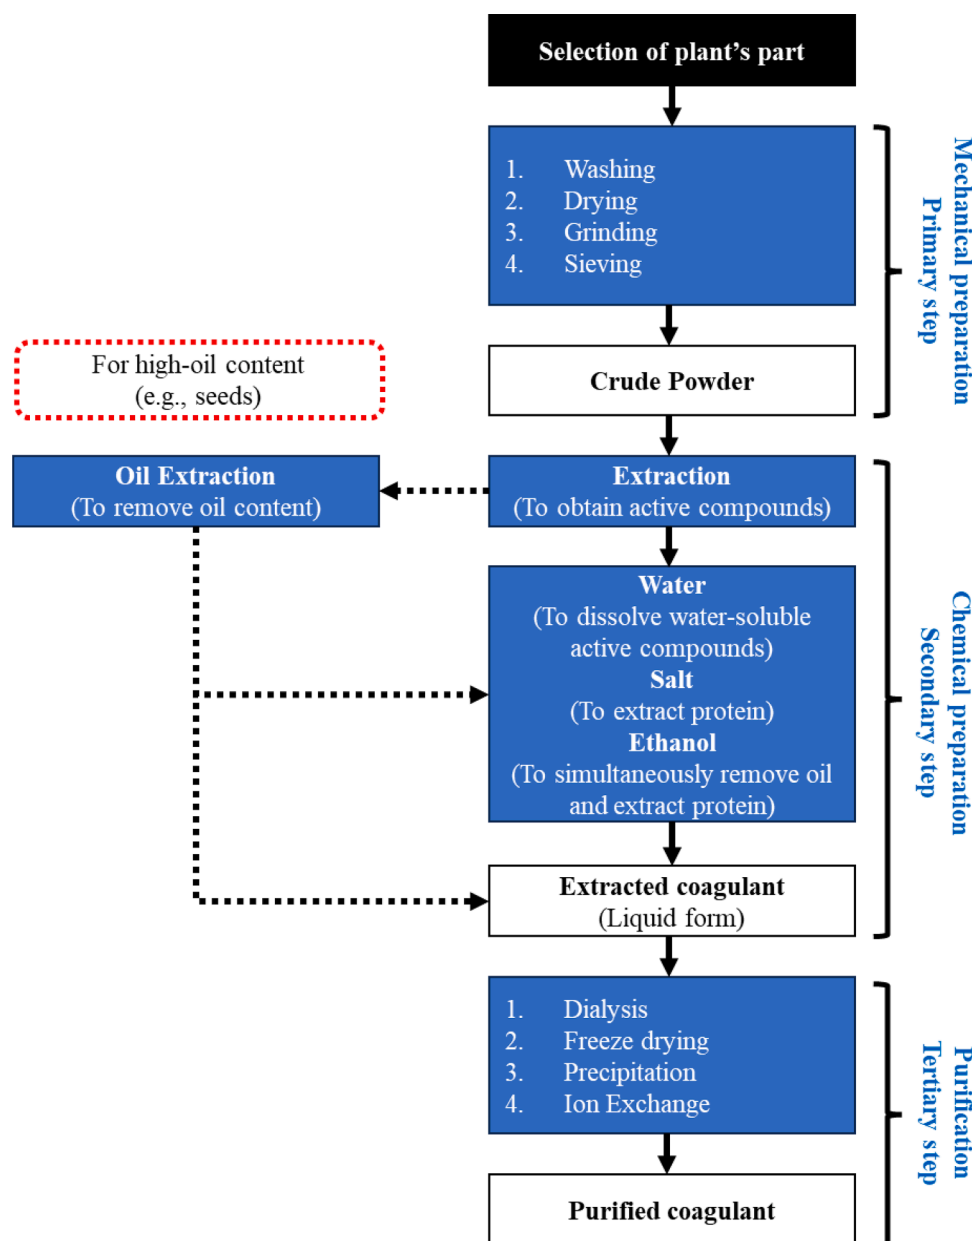 Selection of plant's part
1. Washing
2. Drying
3. Grinding
4. Sieving
Mechanical preparation
Primary step
For high-oil content
(e.g., seeds)
Crude Powder
Oil Extraction
(To remove oil content)
Extraction
(To obtain active compounds)
Water
(To dissolve water-soluble
active compounds)
Salt
(To extract protein)
Ethanol
(To simultaneously remove oil
and extract protein)
Chemical preparation
Secondary step
Extracted coagulant
(Liquid form)
1. Dialysis
2. Freeze drying
3. Precipitation
4. Ion Exchange
Purification
Tertiary step
Purified coagulant